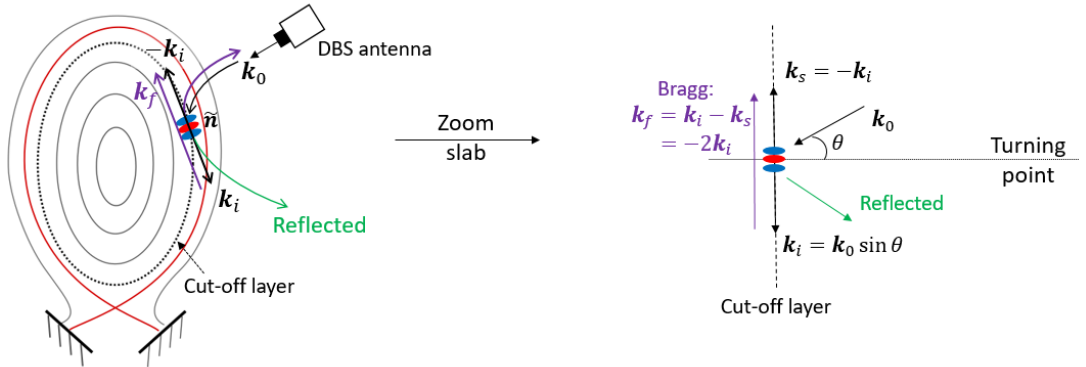 DBS antenna
−k_i
k_0
k_f
ñ
k_i
Reflected
Cut-off layer
Zoom
slab
k_s = −k_i
Bragg:
k_f = k_i − k_s
= −2k_i
k_0
θ
Turning
point
Reflected
k_i = k_0 sin θ
Cut-off layer